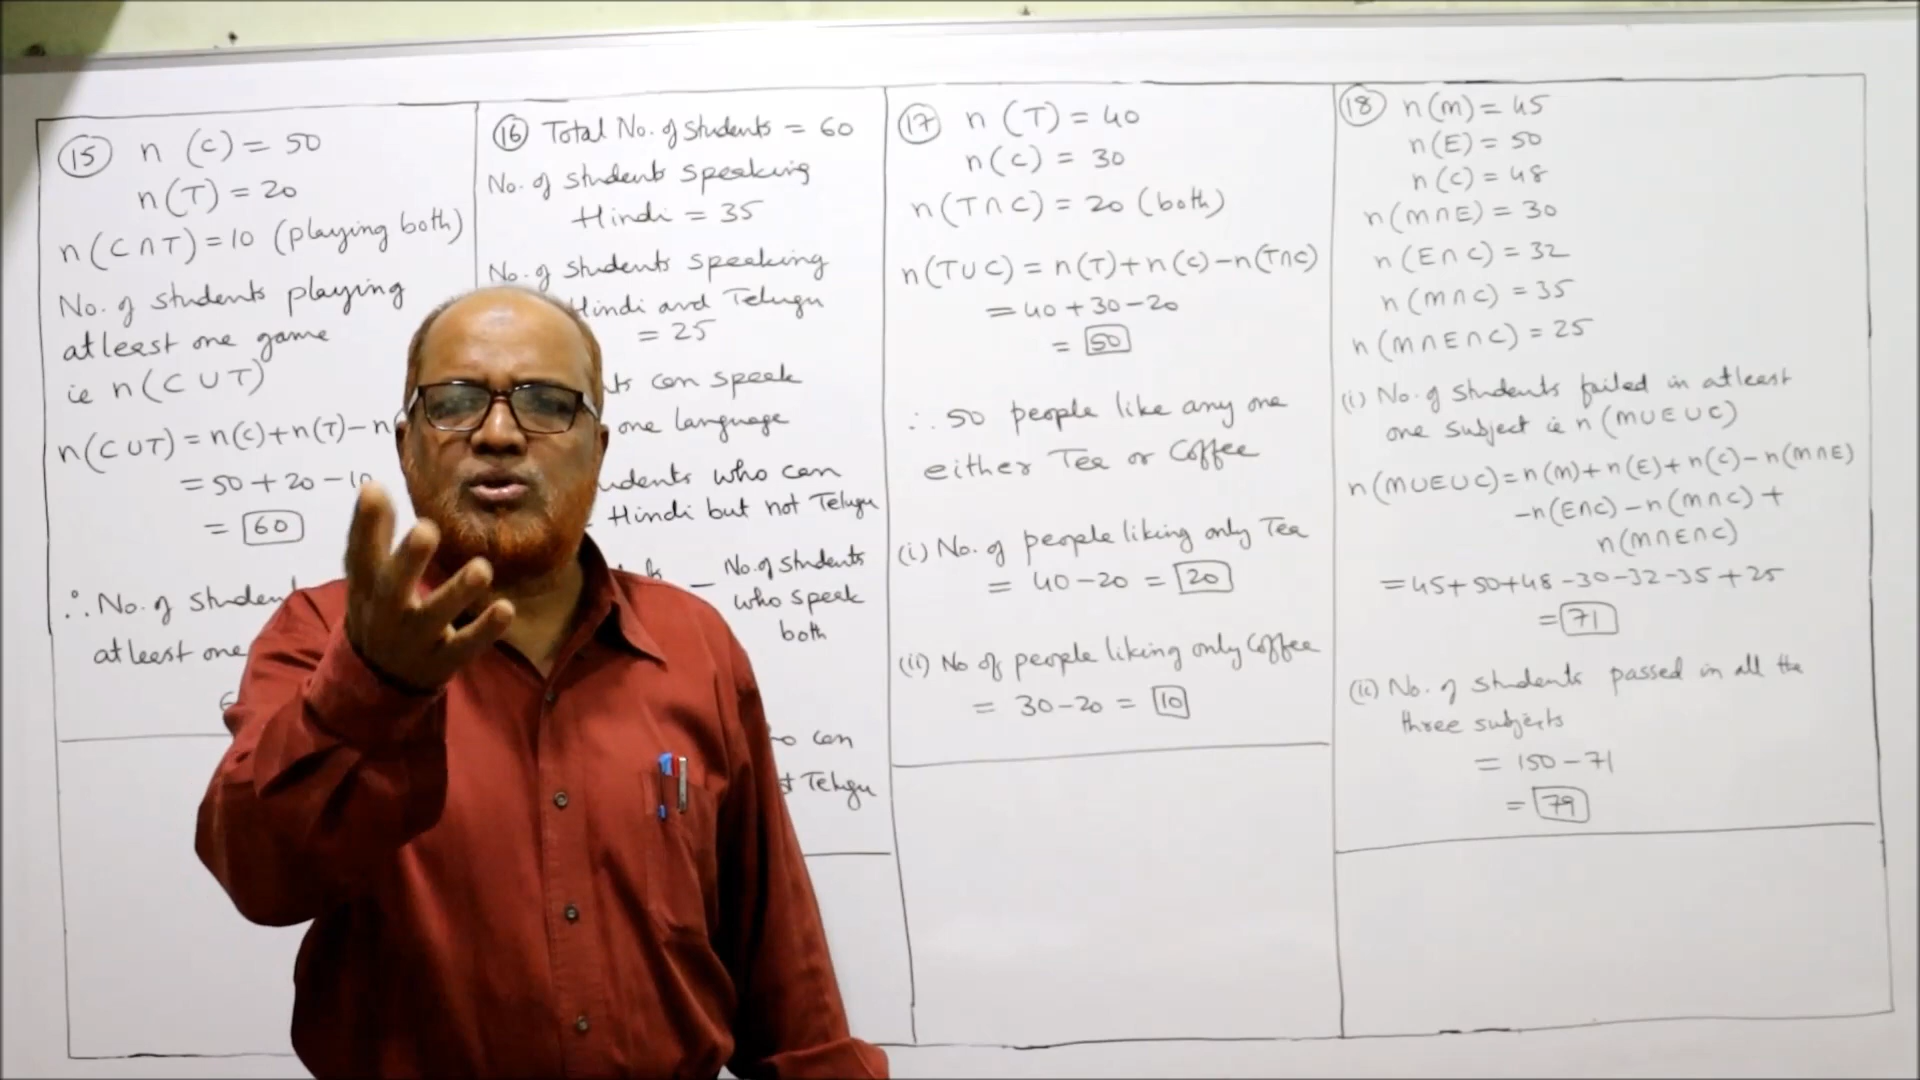 15 n (C) = 50
n(T) = 20
n(C∩T) = 10 (playing both)
No. of students playing
atleest one game
ie n(C∪T)
n(C∪T) = n(C)+n(T)-n
= 50 + 20 - 10
= 60
∴ No. of student
atleest one
16 Total No. of students = 60
No. of students speaking
Hindi = 35
No. of students speaking
Hindi and Telugu
= 25
ts can speak
one language
udents who can
Hindi but not Telugu
- No. of students
who speak
both
who can
t Telugu
17 n (T) = 40
n(C) = 30
n(T∩C) = 20 (both)
n(T∪C) = n(T)+n(C)-n(T∩C)
= 40 + 30 - 20
= 50
∴ 50 people like any one
either Tea or Coffee
(i) No. of people liking only Tea
= 40 - 20 = 20
(ii) No of people liking only Coffee
= 30 - 20 = 10
18 n(m) = 45
n(E) = 50
n(C) = 48
n(m∩E) = 30
n(E∩C) = 32
n(m∩C) = 35
n(m∩E∩C) = 25
(i) No. of students failed in atleest
one subject ie n(m∪E∪C)
n(m∪E∪C) = n(m)+n(E)+n(C)-n(m∩E)
-n(E∩C)-n(m∩C)+
n(m∩E∩C)
= 45+50+48-30-32-35+25
= 71
(ii) No. of students passed in all the
three subjects
= 150 - 71
= 79